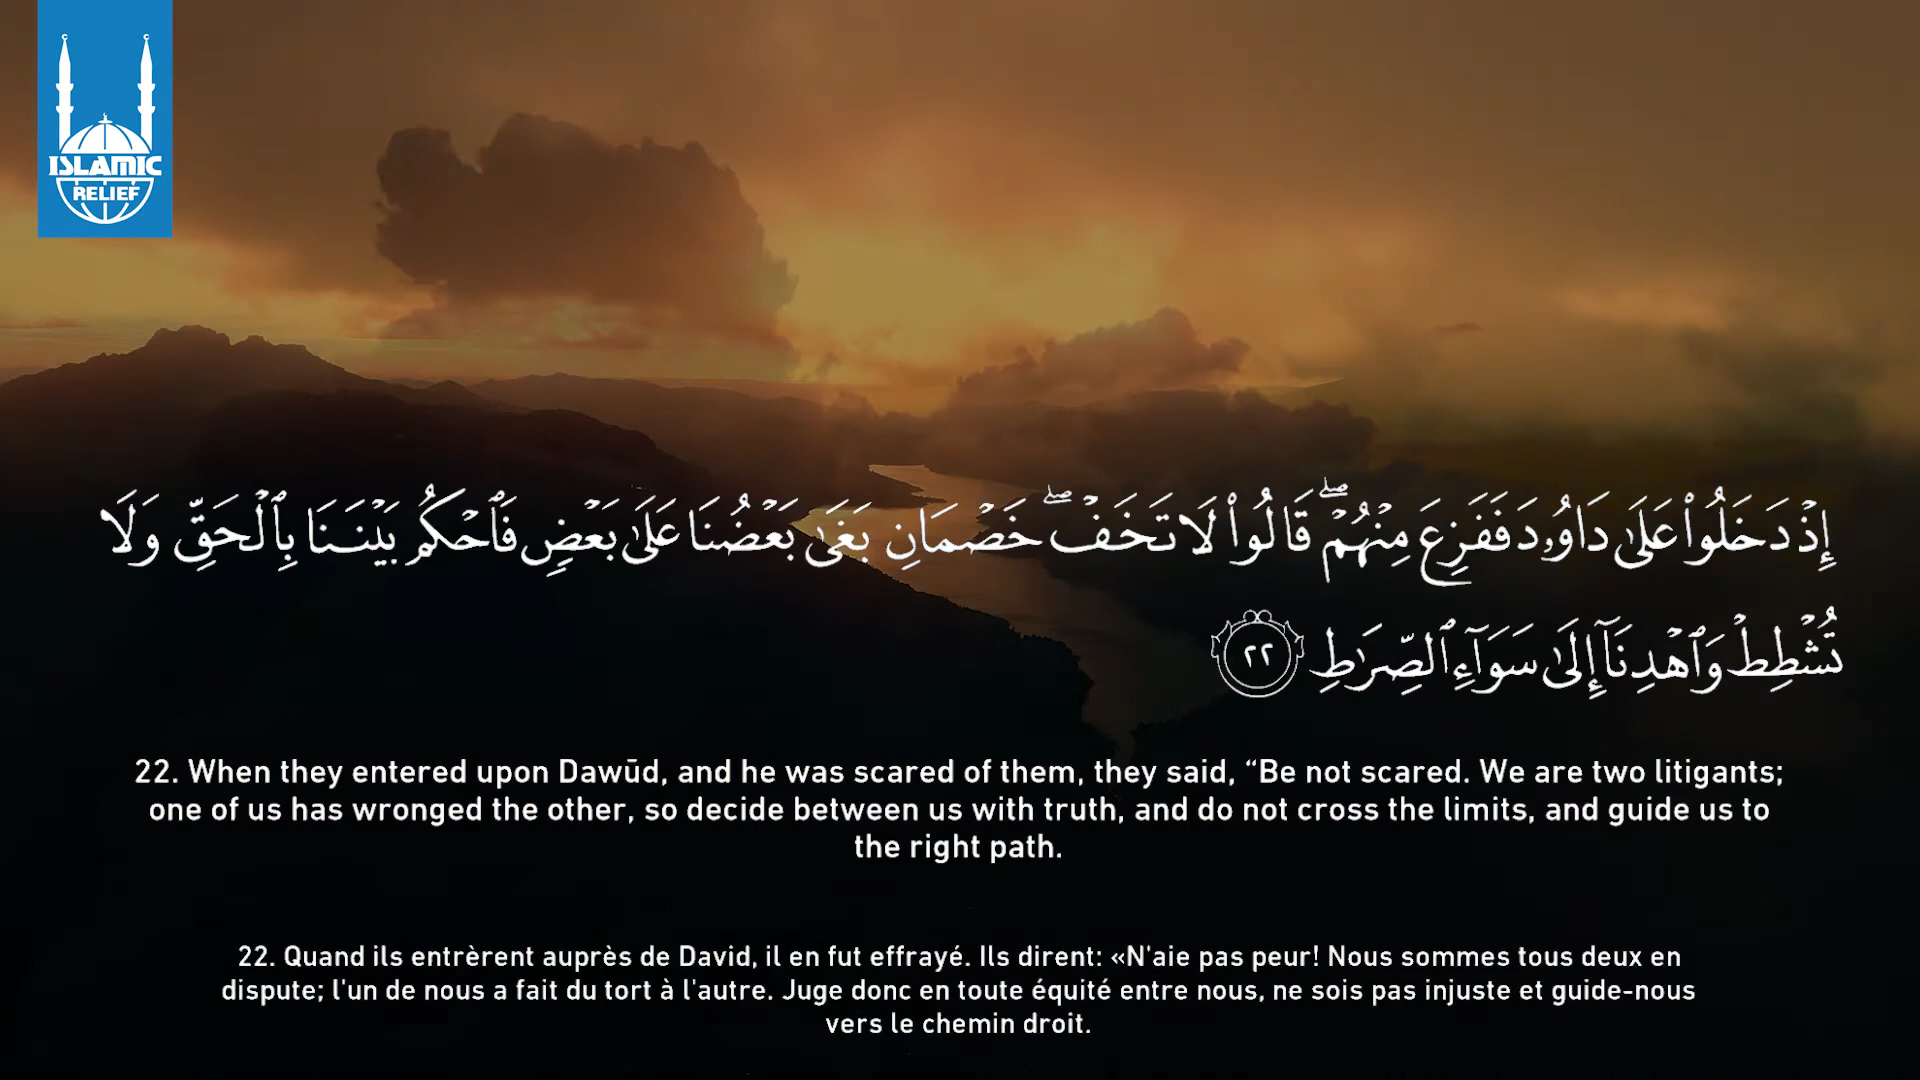 ISLAMIC
RELIEF
إِذْ دَخَلُوا۟ عَلَىٰ دَاوُۥدَ فَفَزِعَ مِنْهُمْ ۖ قَالُوا۟ لَا تَخَفْ ۖ خَصْمَانِ بَغَىٰ بَعْضُنَا عَلَىٰ بَعْضٍ فَٱحْكُم بَيْنَنَا بِٱلْحَقِّ وَلَا
تُشْطِطْ وَٱهْدِنَآ إِلَىٰ سَوَآءِ ٱلصِّرَٰطِ ٢٢
22. When they entered upon Dawūd, and he was scared of them, they said, “Be not scared. We are two litigants;
one of us has wronged the other, so decide between us with truth, and do not cross the limits, and guide us to
the right path.
22. Quand ils entrèrent auprès de David, il en fut effrayé. Ils dirent: «N'aie pas peur! Nous sommes tous deux en
dispute; l'un de nous a fait du tort à l'autre. Juge donc en toute équité entre nous, ne sois pas injuste et guide-nous
vers le chemin droit.